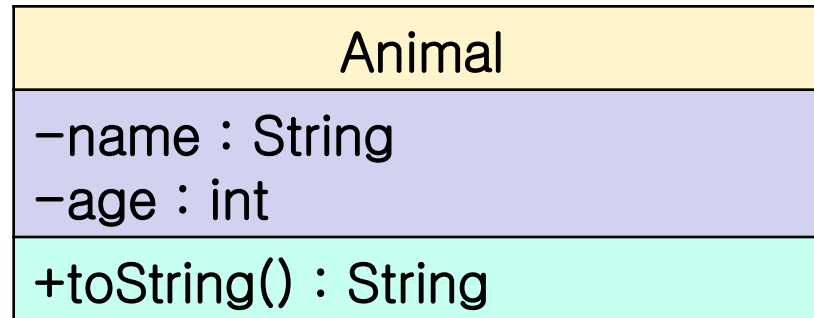 Animal
-name : String
-age : int
+toString() : String